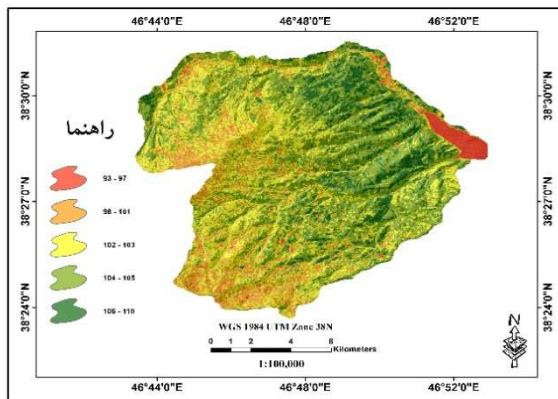 46°44'0"E 46°48'0"E 46°52'0"E
38°30'0"N
38°27'0"N
38°24'0"N
راهنما
93 - 97
98 - 101
102 - 103
104 - 105
106 - 110
38°30'0"N
38°27'0"N
38°24'0"N
WGS 1984 UTM Zone 38N
0 1 2 4 6
Kilometers
1:100,000
N
46°44'0"E 46°48'0"E 46°52'0"E